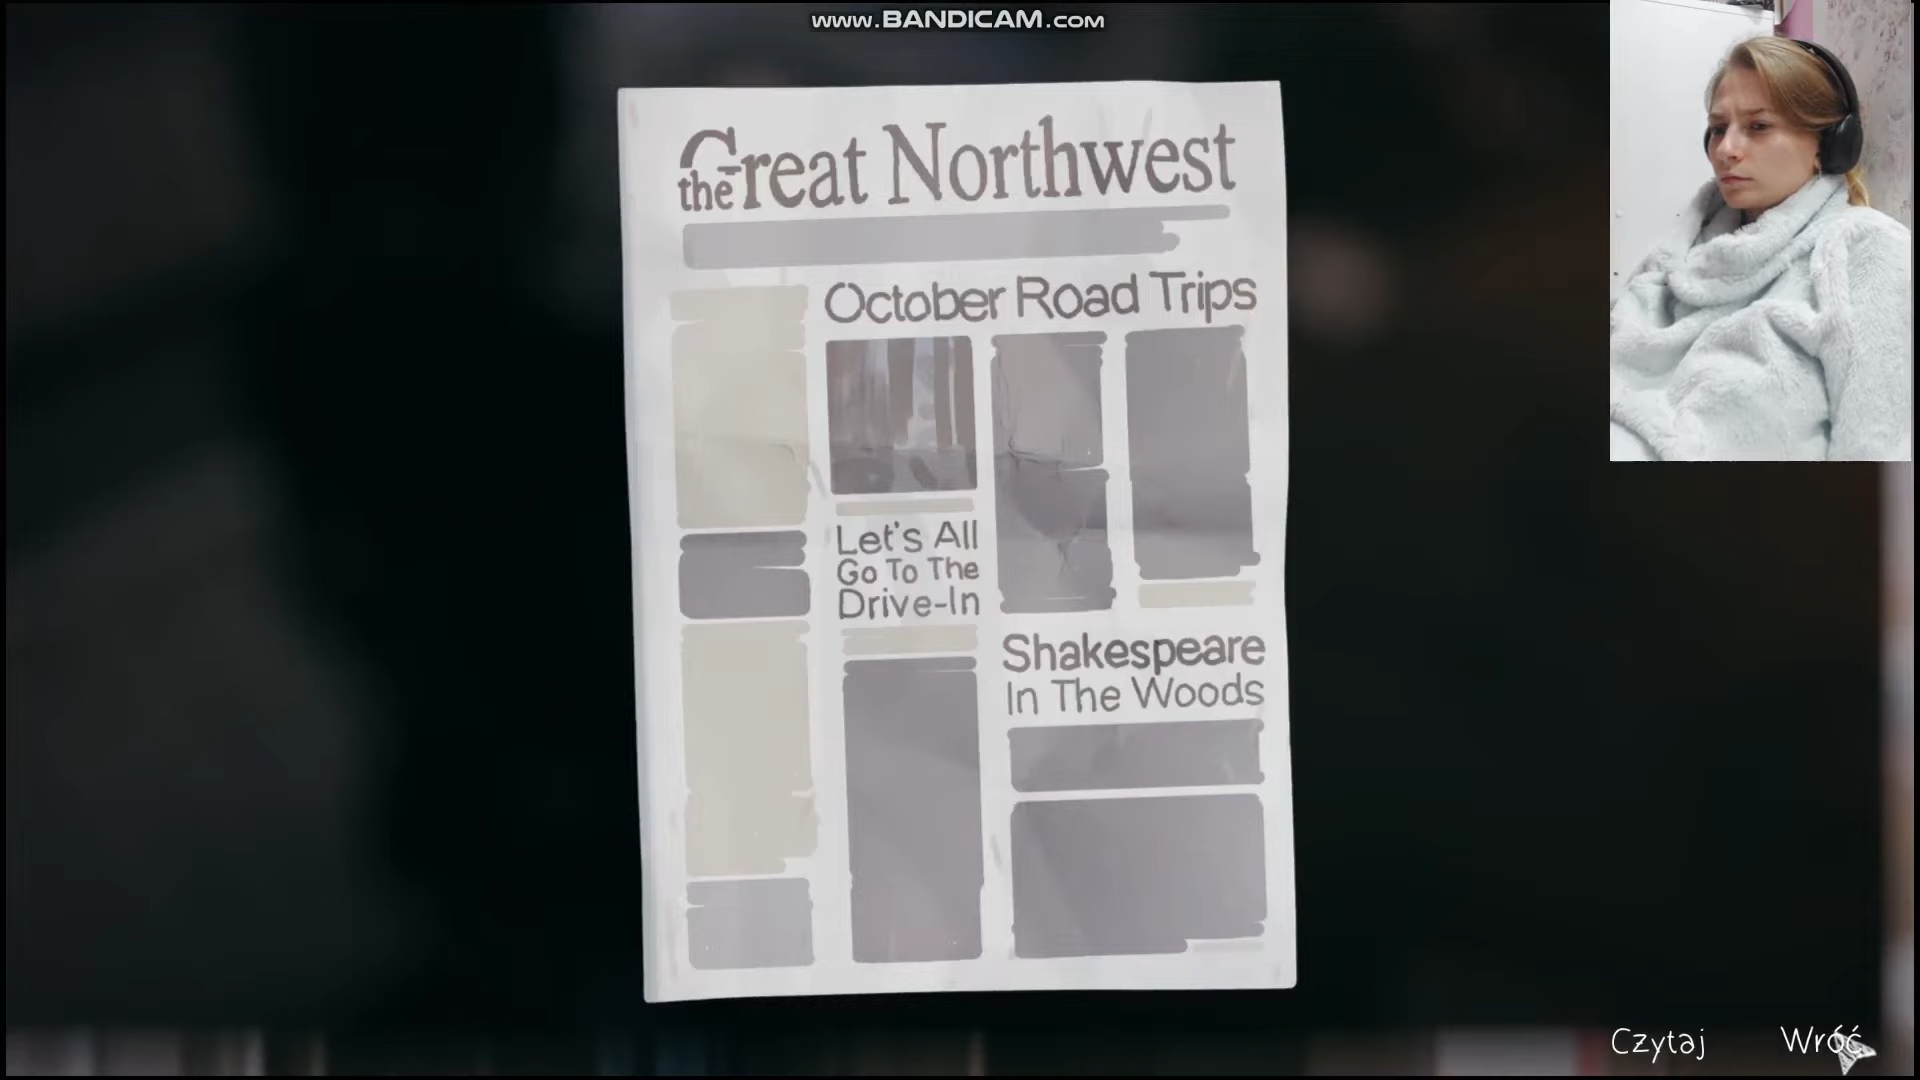 www.BANDICAM.com
the Great Northwest
October Road Trips
Let's All
Go To The
Drive-In
Shakespeare
In The Woods
Czytaj
Wróć